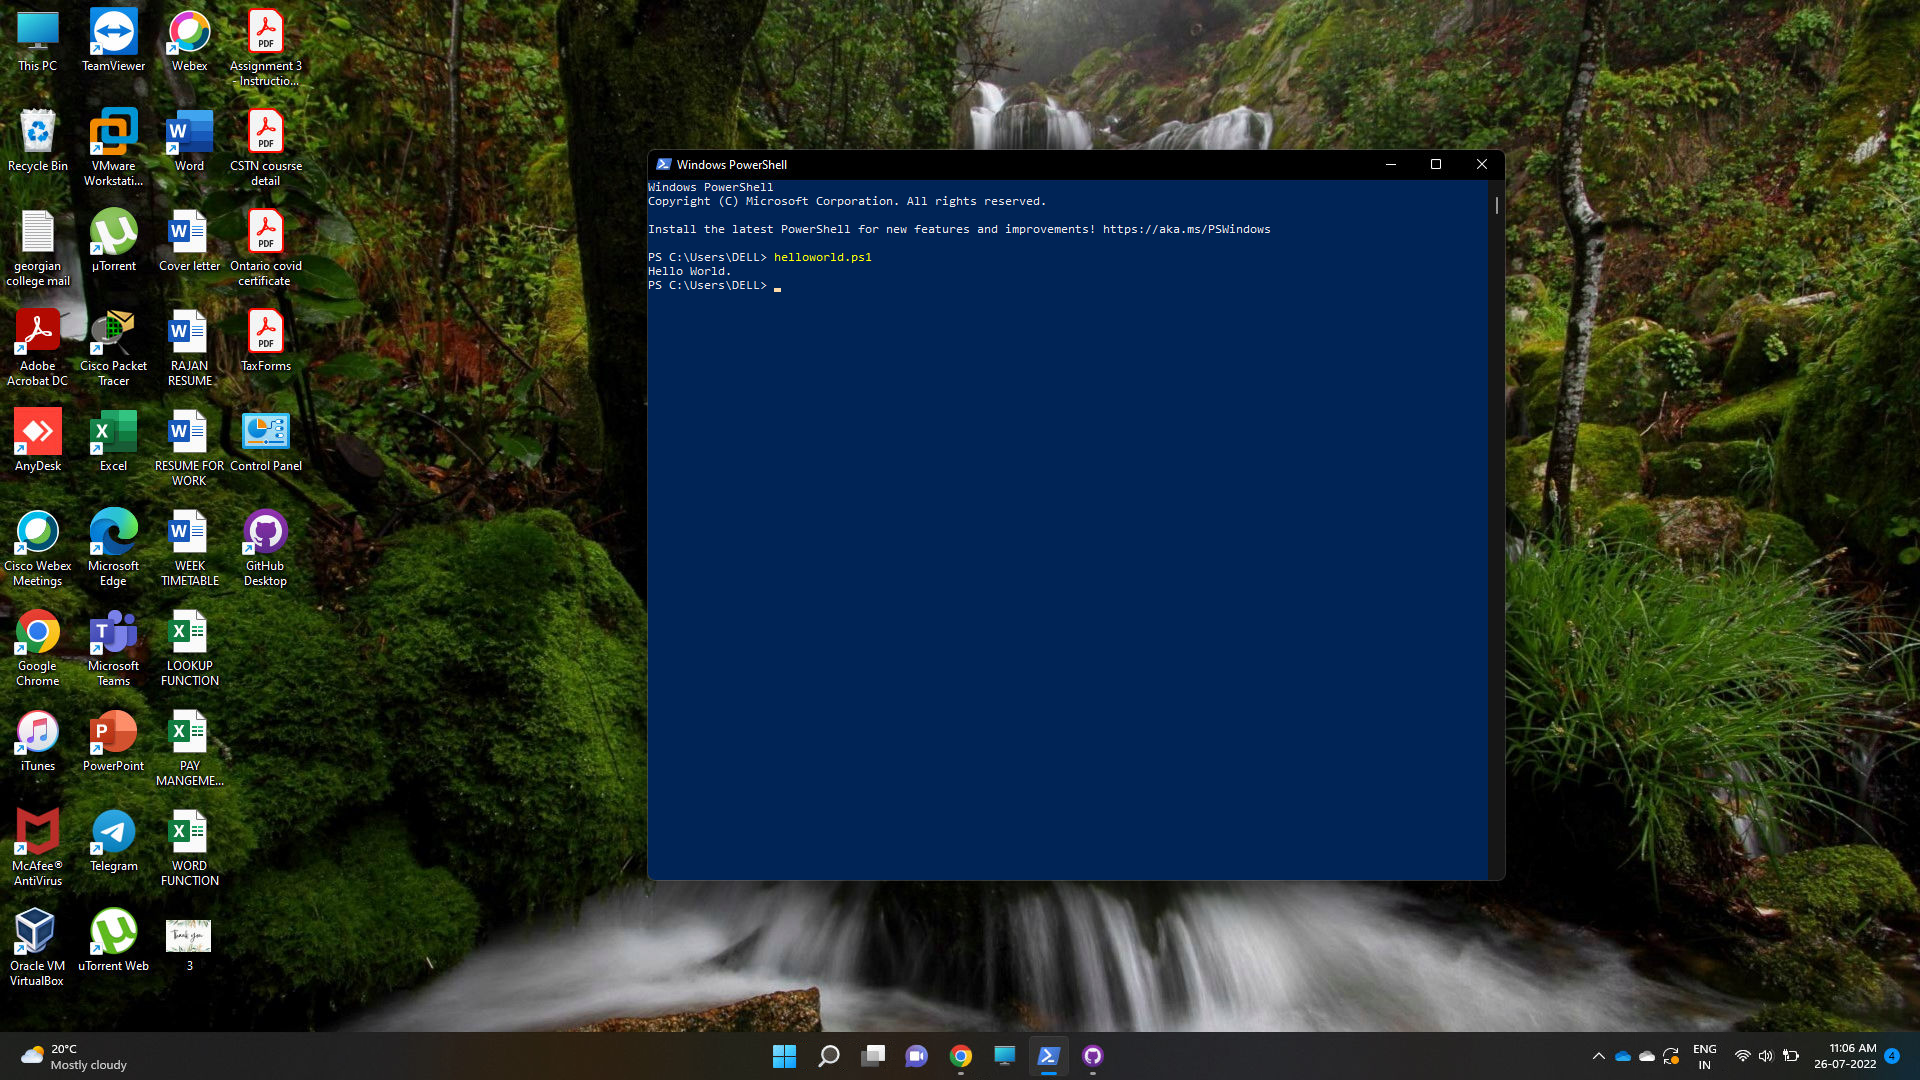 This PC
TeamViewer
Webex
PDF
Assignment 3
- Instructio...
Recycle Bin
VMware
Workstati...
W
Word
PDF
CSTN cousrse
detail
georgian
college mail
µ
µTorrent
W
Cover letter
PDF
Ontario covid
certificate
Adobe
Acrobat DC
Cisco Packet
Tracer
W
RAJAN
RESUME
PDF
TaxForms
AnyDesk
X
Excel
W
RESUME FOR
WORK
Control Panel
Cisco Webex
Meetings
Microsoft
Edge
W
WEEK
TIMETABLE
GitHub
Desktop
Google
Chrome
T
Microsoft
Teams
X
LOOKUP
FUNCTION
iTunes
P
PowerPoint
X
PAY
MANGEME...
McAfee®
AntiVirus
Telegram
X
WORD
FUNCTION
Oracle VM
VirtualBox
µ
uTorrent Web
Thank you
3
Windows PowerShell
Windows PowerShell
Copyright (C) Microsoft Corporation. All rights reserved.
Install the latest PowerShell for new features and improvements! https://aka.ms/PSWindows
PS C:\Users\DELL> helloworld.ps1
Hello World.
PS C:\Users\DELL>
20°C
Mostly cloudy
ENG
IN
11:06 AM
26-07-2022
4